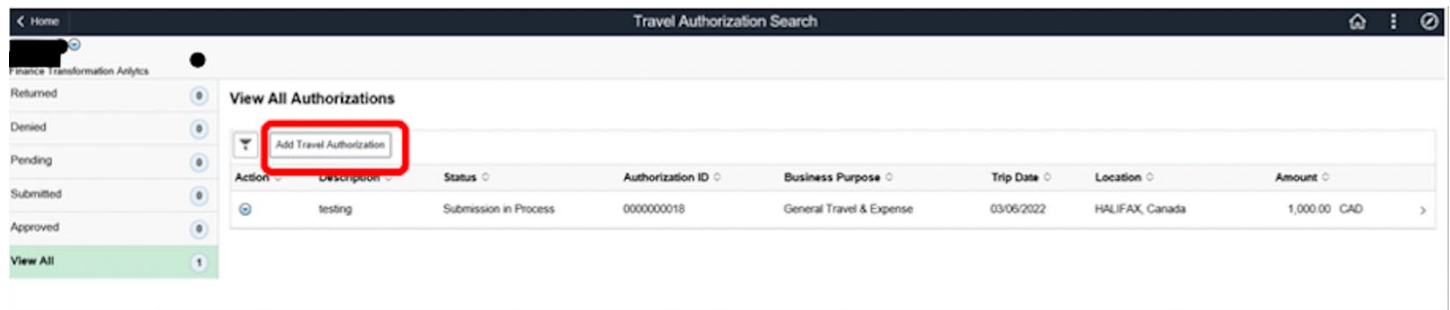 Home
Travel Authorization Search
Finance Transformation Anlytcs
Returned 0
Denied 0
Pending 0
Submitted 0
Approved 0
View All 1
View All Authorizations
Add Travel Authorization
Action Description Status Authorization ID Business Purpose Trip Date Location Amount
testing Submission in Process 0000000018 General Travel & Expense 03/06/2022 HALIFAX, Canada 1,000.00 CAD